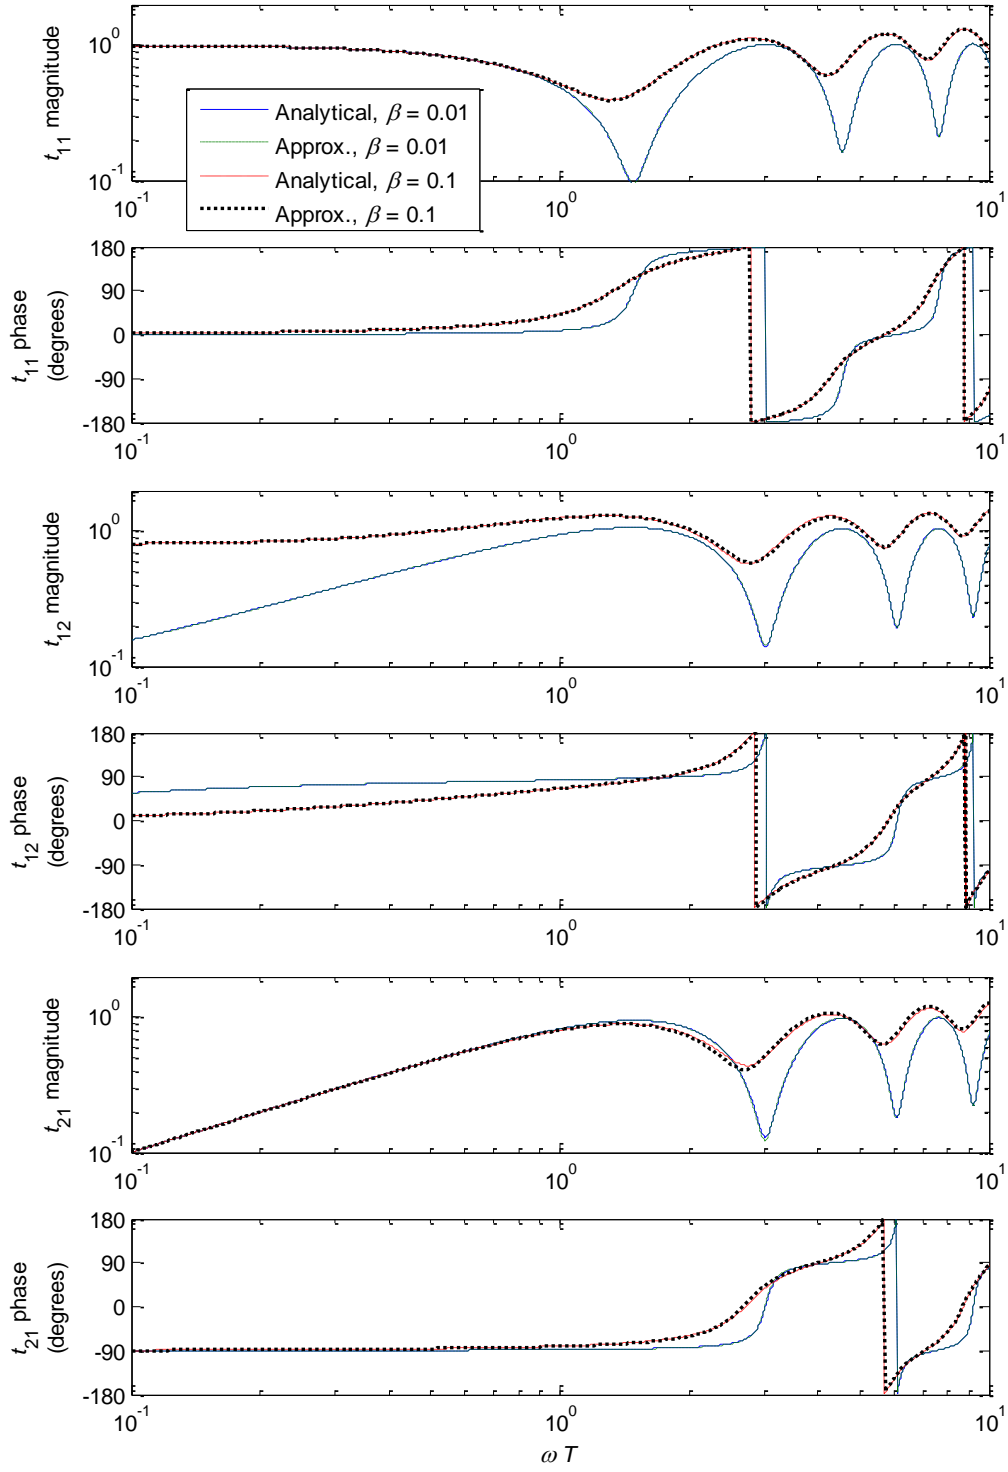 t11 magnitude
10^0
10^-1
10^-1
10^0
10^1
Analytical, β = 0.01
Approx., β = 0.01
Analytical, β = 0.1
Approx., β = 0.1
t11 phase
(degrees)
180
90
0
-90
-180
10^-1
10^0
10^1
t12 magnitude
10^0
10^-1
10^-1
10^0
10^1
t12 phase
(degrees)
180
90
0
-90
-180
10^-1
10^0
10^1
t21 magnitude
10^0
10^-1
10^-1
10^0
10^1
t21 phase
(degrees)
180
90
0
-90
-180
10^-1
10^0
10^1
ω T